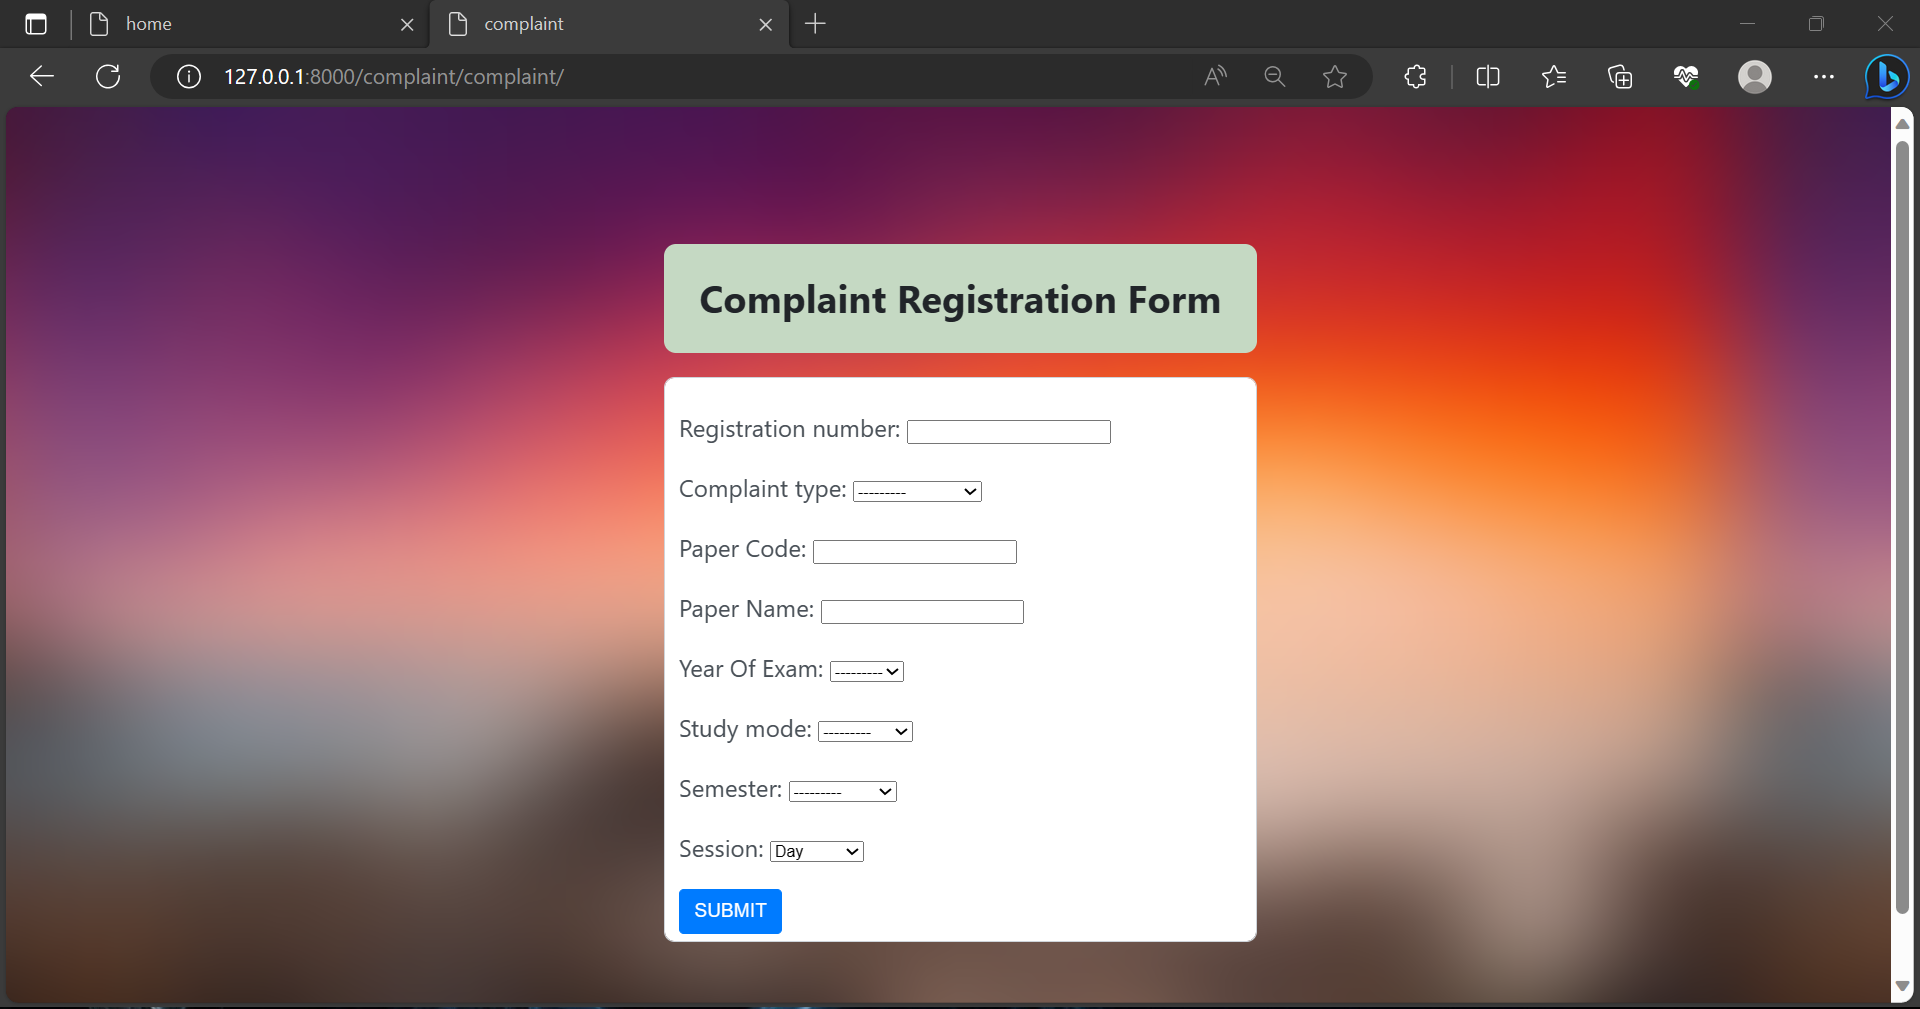 home
complaint
127.0.0.1:8000/complaint/complaint/
Complaint Registration Form
Registration number:
Complaint type: ---------
Paper Code:
Paper Name:
Year Of Exam: ---------
Study mode: ---------
Semester: ---------
Session: Day
SUBMIT